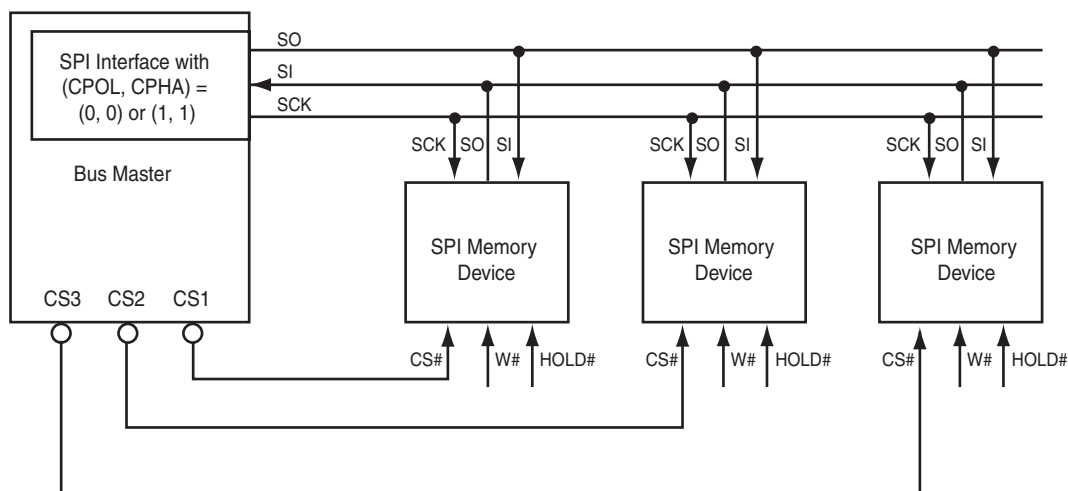 SO
SPI Interface with
(CPOL, CPHA) =
(0, 0) or (1, 1)
SI
SCK
Bus Master
SCK SO SI
SCK SO SI
SCK SO SI
SPI Memory
Device
SPI Memory
Device
SPI Memory
Device
CS3 CS2 CS1
CS# W# HOLD#
CS# W# HOLD#
CS# W# HOLD#